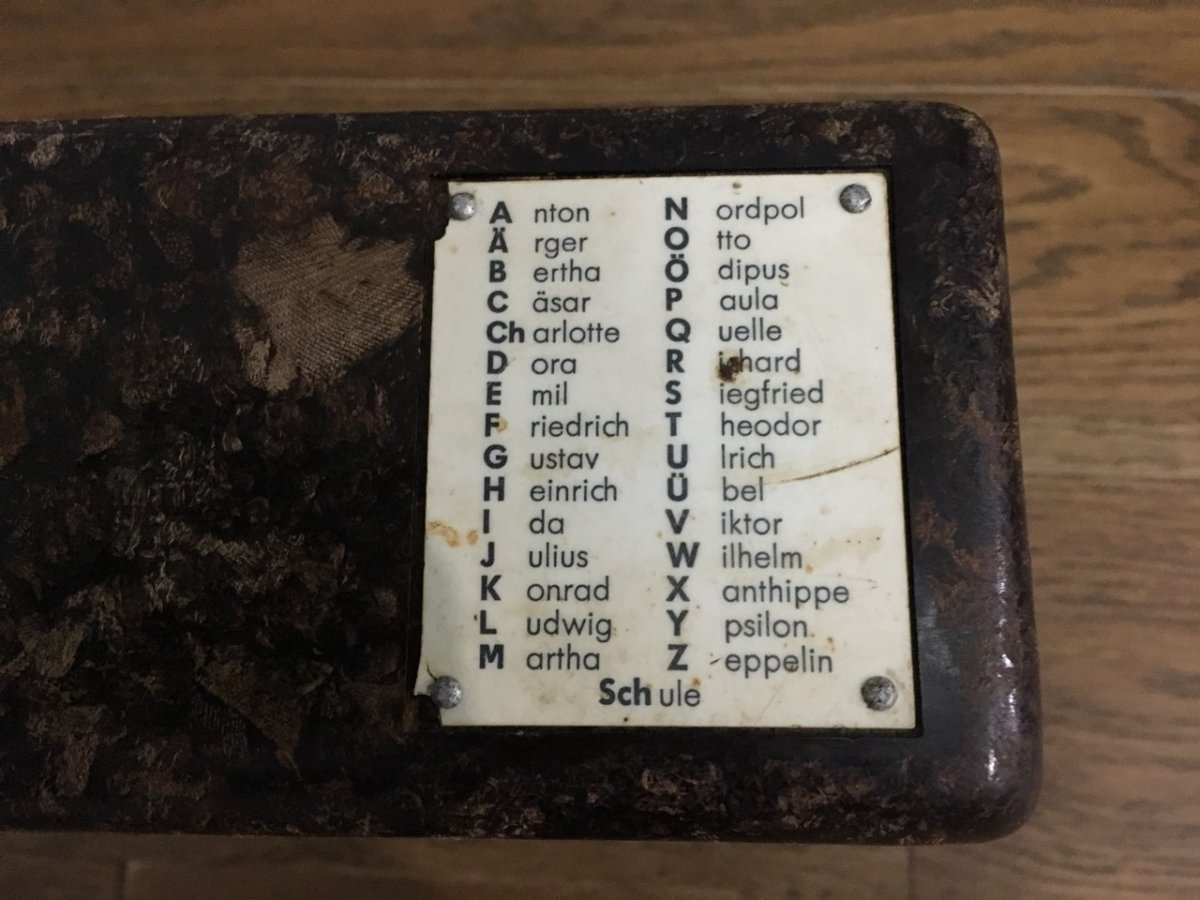 A nton
Ä rger
B ertha
C äsar
Ch arlotte
D ora
E mil
F riedrich
G ustav
H einrich
I da
J ulius
K onrad
L udwig
M artha
N ordpol
O tto
Ö dipus
P aula
Q uelle
R ichard
S iegfried
T heodor
U lrich
Ü bel
V iktor
W ilhelm
X anthippe
Y psilon
Z eppelin
Sch ule